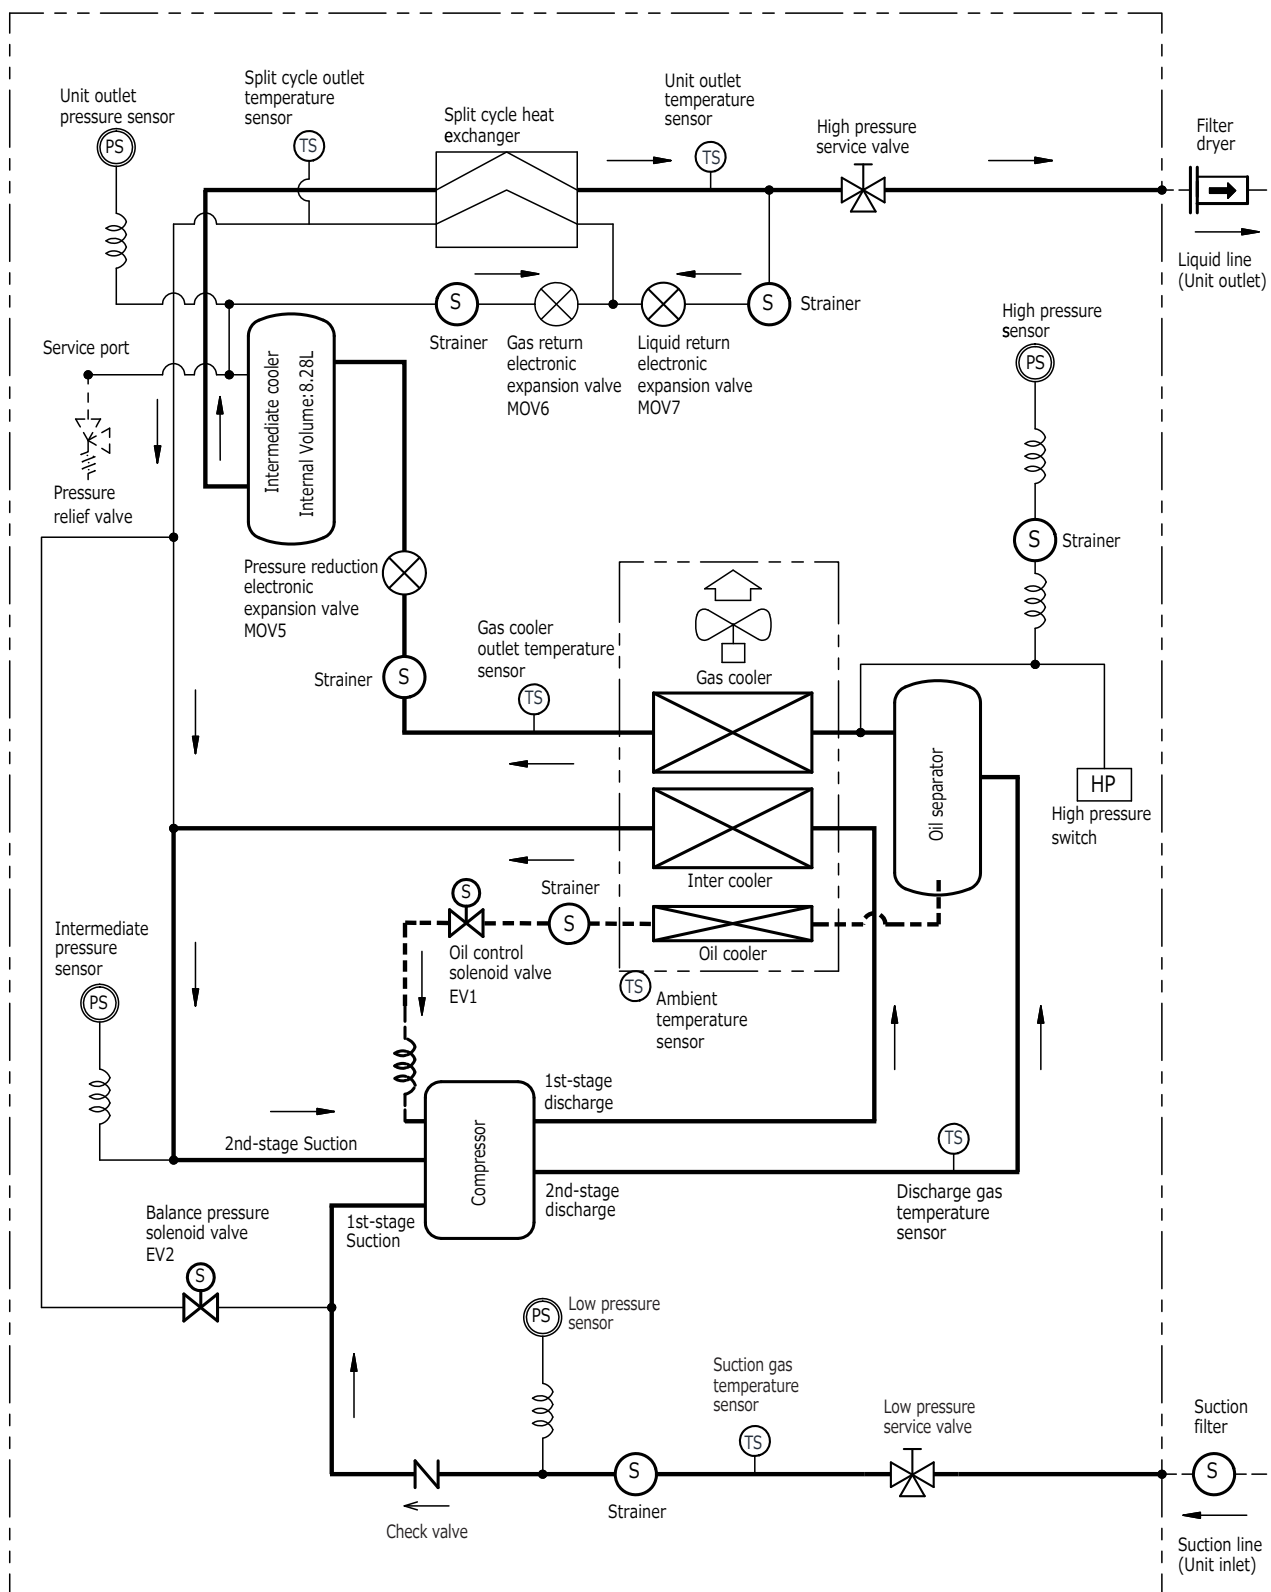 Split cycle outlet
temperature
sensor
Unit outlet
pressure sensor
PS
TS
Split cycle heat
exchanger
Unit outlet
temperature
sensor
TS
High pressure
service valve
Filter
dryer
Liquid line
(Unit outlet)
S
Strainer
Gas return
electronic
expansion valve
MOV6
Liquid return
electronic
expansion valve
MOV7
S
Strainer
High pressure
sensor
PS
S
Strainer
Service port
Pressure
relief valve
Intermediate cooler
Internal Volume:8.28L
Pressure reduction
electronic
expansion valve
MOV5
Strainer
S
Gas cooler
outlet temperature
sensor
TS
Gas cooler
Inter cooler
Oil cooler
Oil separator
HP
High pressure
switch
Strainer
S
S
Oil control
solenoid valve
EV1
TS
Ambient
temperature
sensor
Intermediate
pressure
sensor
PS
1st-stage
discharge
2nd-stage Suction
Compressor
2nd-stage
discharge
1st-stage
Suction
TS
Discharge gas
temperature
sensor
Balance pressure
solenoid valve
EV2
S
PS
Low pressure
sensor
Suction gas
temperature
sensor
TS
Low pressure
service valve
Suction
filter
S
S
Strainer
Check valve
Suction line
(Unit inlet)